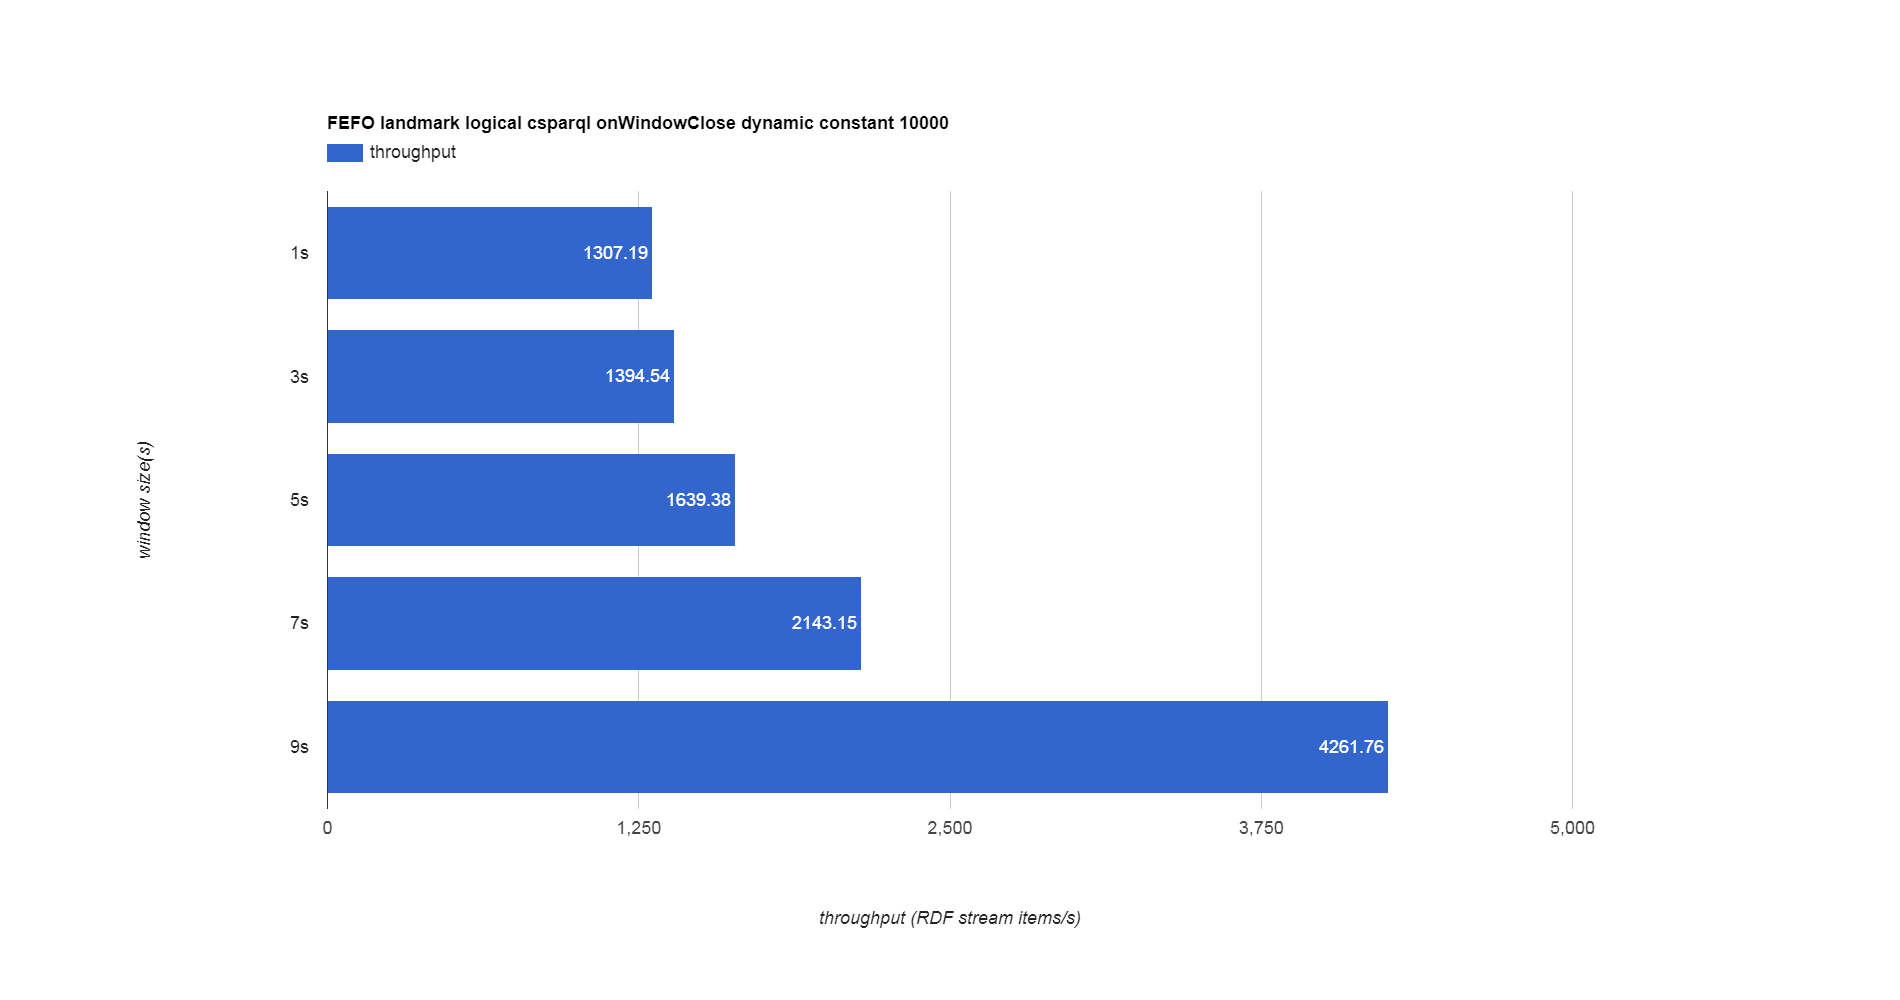 FEFO landmark logical csparql onWindowClose dynamic constant 10000
throughput
1s
1307.19
3s
1394.54
5s
1639.38
7s
2143.15
9s
4261.76
0
1,250
2,500
3,750
5,000
window size(s)
throughput (RDF stream items/s)